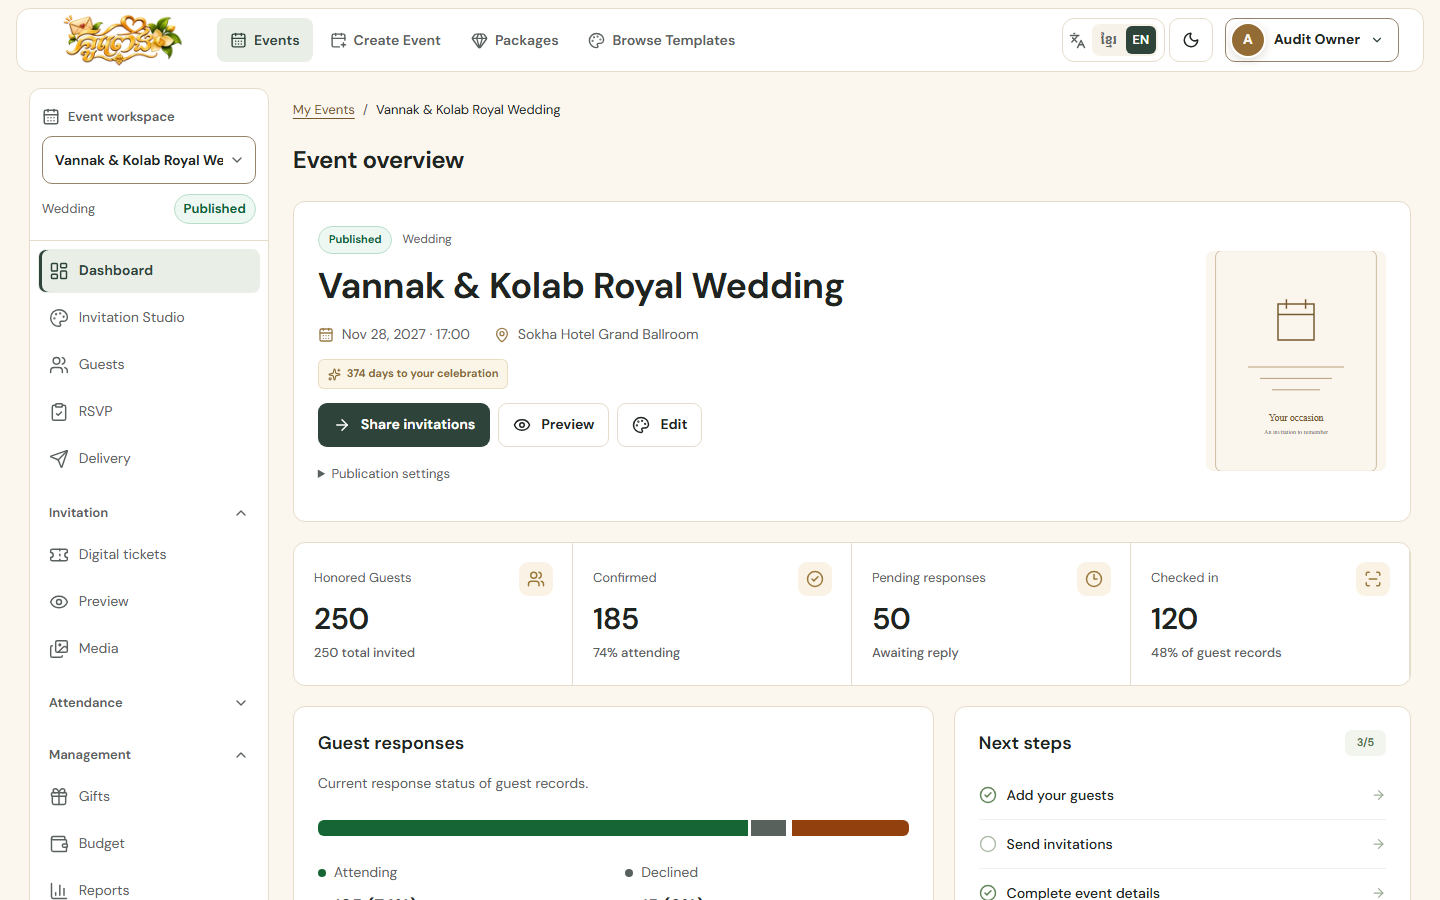 Events
Create Event
Packages
Browse Templates
ខ្មែរ
EN
A
Audit Owner
Event workspace
Vannak & Kolab Royal We
Wedding
Published
Dashboard
Invitation Studio
Guests
RSVP
Delivery
Invitation
Digital tickets
Preview
Media
Attendance
Management
Gifts
Budget
Reports
My Events / Vannak & Kolab Royal Wedding
Event overview
Published Wedding
Vannak & Kolab Royal Wedding
Nov 28, 2027 · 17:00 Sokha Hotel Grand Ballroom
374 days to your celebration
Share invitations
Preview
Edit
Publication settings
Your occasion
An invitation to remember
Honored Guests
250
250 total invited
Confirmed
185
74% attending
Pending responses
50
Awaiting reply
Checked in
120
48% of guest records
Guest responses
Current response status of guest records.
Attending
Declined
Next steps
3/5
Add your guests
Send invitations
Complete event details